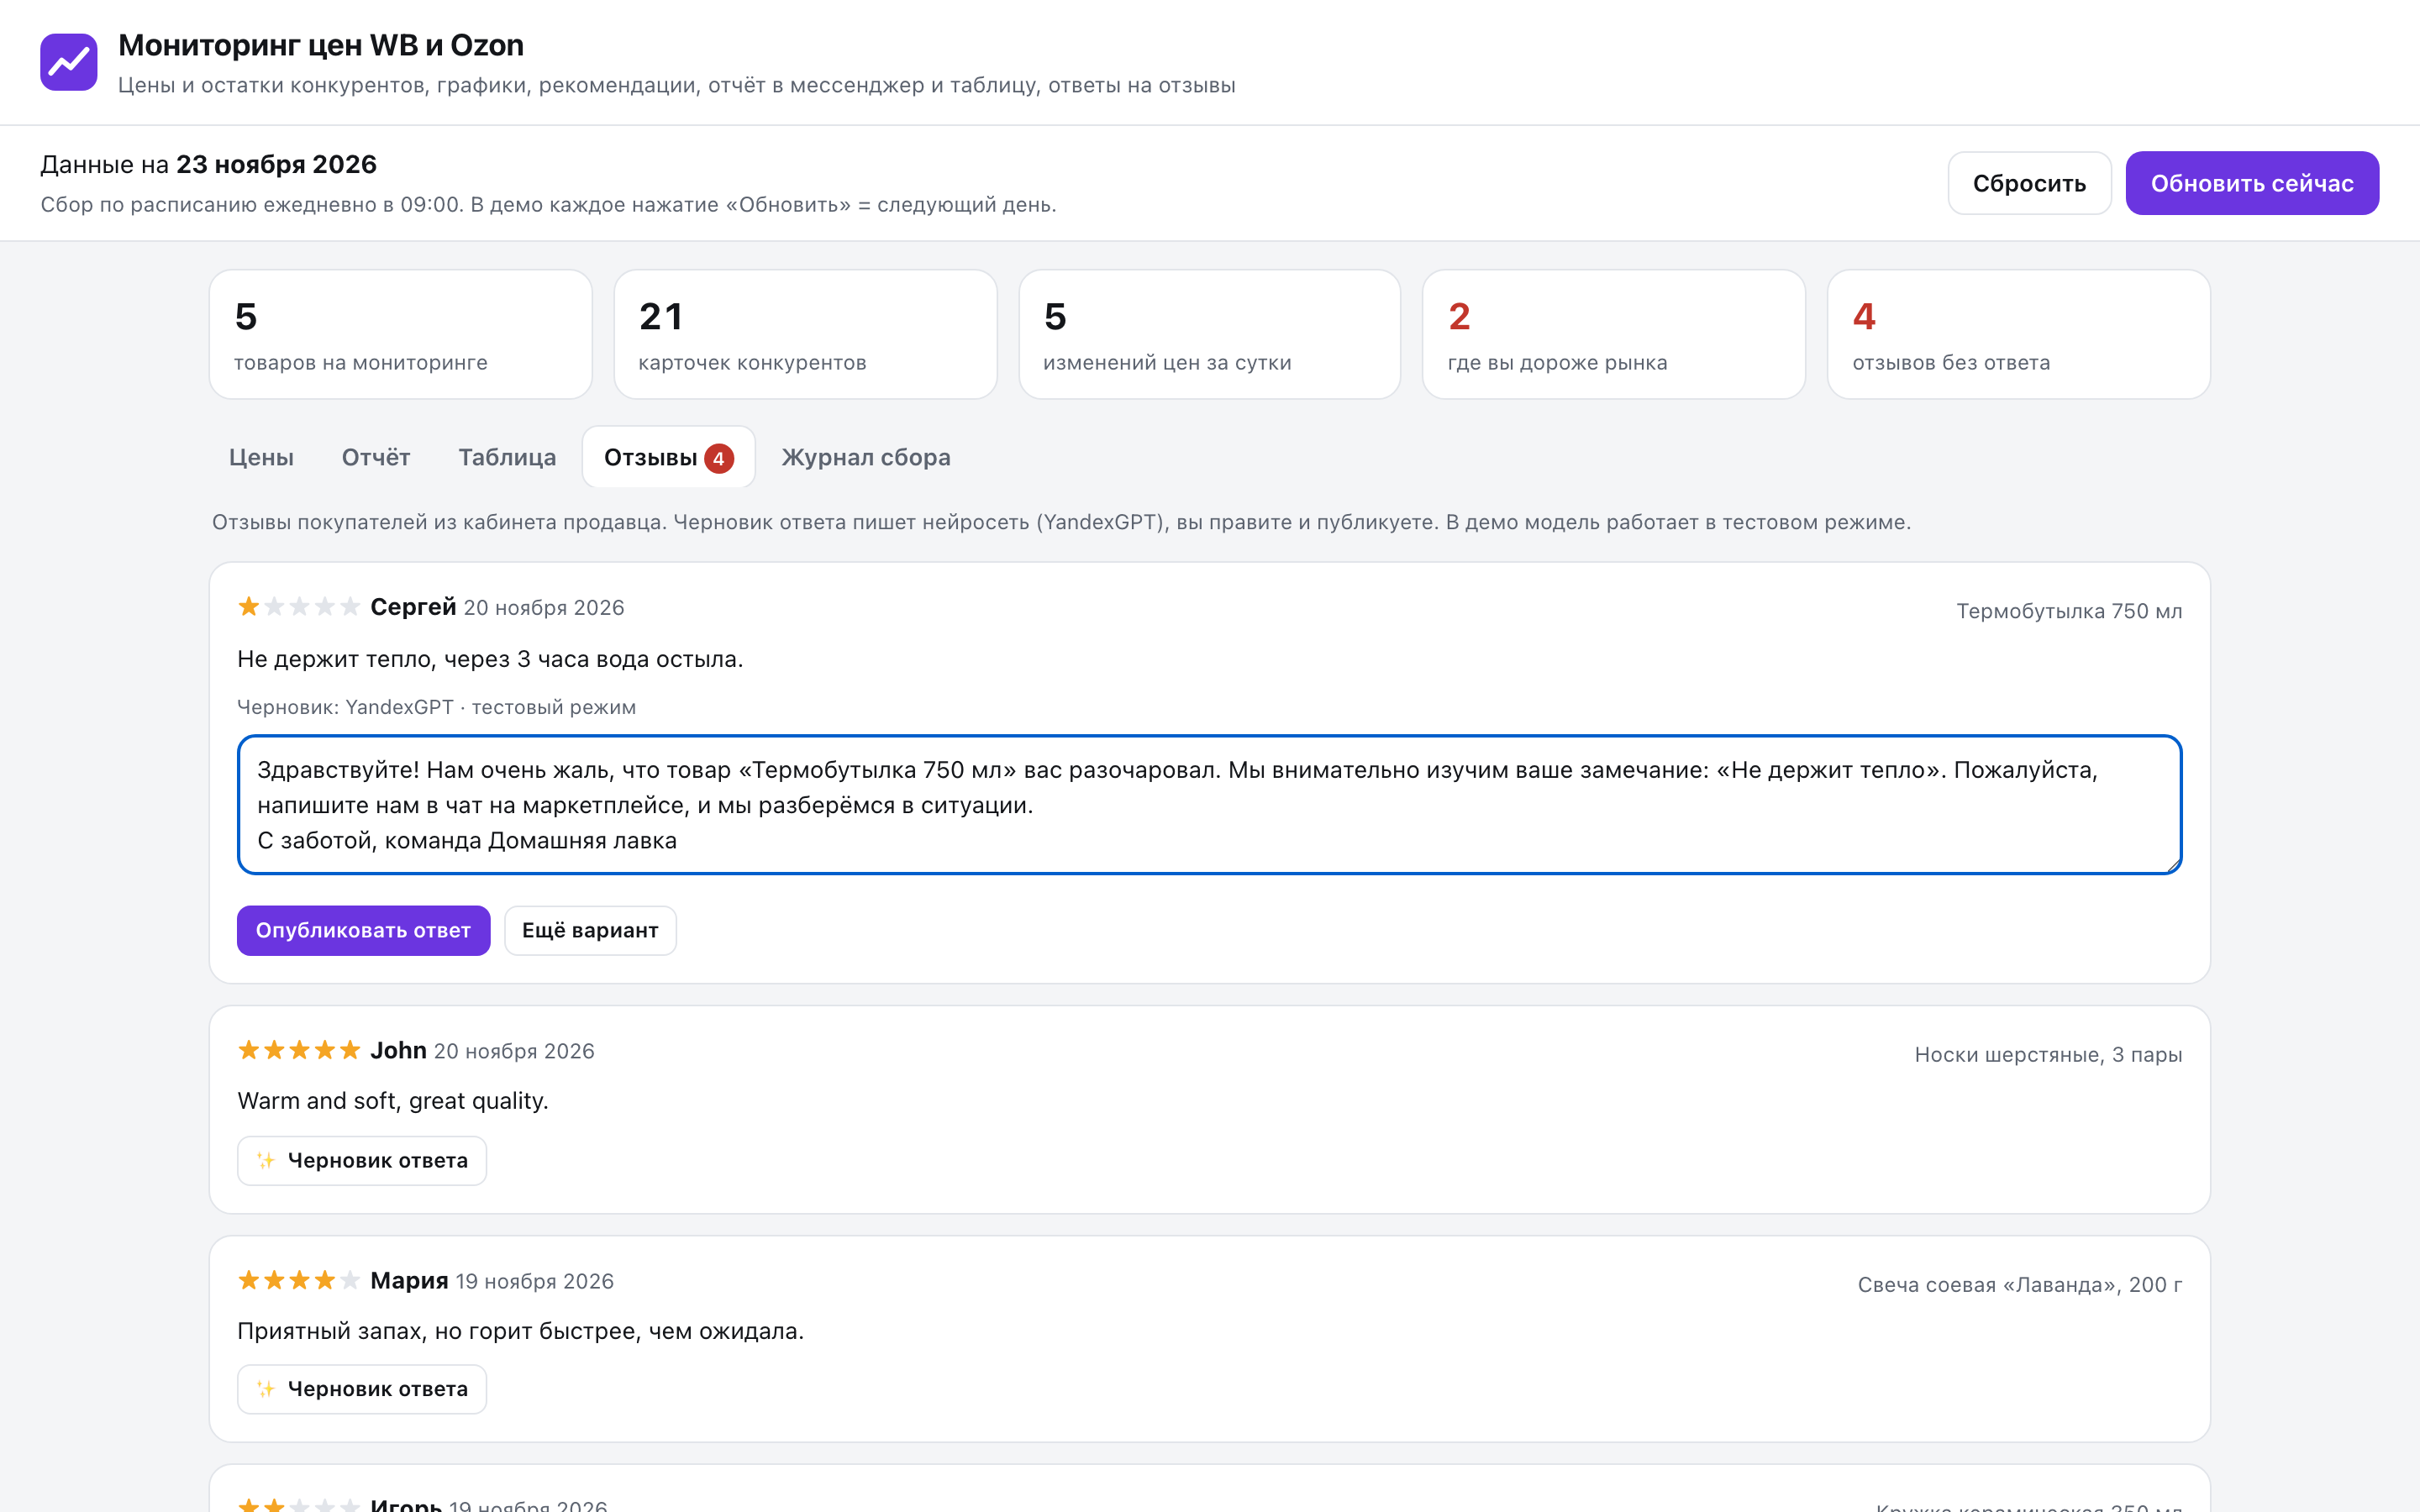 Мониторинг цен WB и Ozon
Цены и остатки конкурентов, графики, рекомендации, отчёт в мессенджер и таблицу, ответы на отзывы
Данные на 23 ноября 2026
Сбор по расписанию ежедневно в 09:00. В демо каждое нажатие «Обновить» = следующий день.
Сбросить
Обновить сейчас
5
товаров на мониторинге
21
карточек конкурентов
5
изменений цен за сутки
2
где вы дороже рынка
4
отзывов без ответа
Цены
Отчёт
Таблица
Отзывы 4
Журнал сбора
Отзывы покупателей из кабинета продавца. Черновик ответа пишет нейросеть (YandexGPT), вы правите и публикуете. В демо модель работает в тестовом режиме.
Сергей 20 ноября 2026
Термобутылка 750 мл
Не держит тепло, через 3 часа вода остыла.
Черновик: YandexGPT · тестовый режим
Здравствуйте! Нам очень жаль, что товар «Термобутылка 750 мл» вас разочаровал. Мы внимательно изучим ваше замечание: «Не держит тепло». Пожалуйста,
напишите нам в чат на маркетплейсе, и мы разберёмся в ситуации.
С заботой, команда Домашняя лавка
Опубликовать ответ
Ещё вариант
John 20 ноября 2026
Носки шерстяные, 3 пары
Warm and soft, great quality.
Черновик ответа
Мария 19 ноября 2026
Свеча соевая «Лаванда», 200 г
Приятный запах, но горит быстрее, чем ожидала.
Черновик ответа
Игорь 19 ноября 2026
Кружка керамическая 350 мл